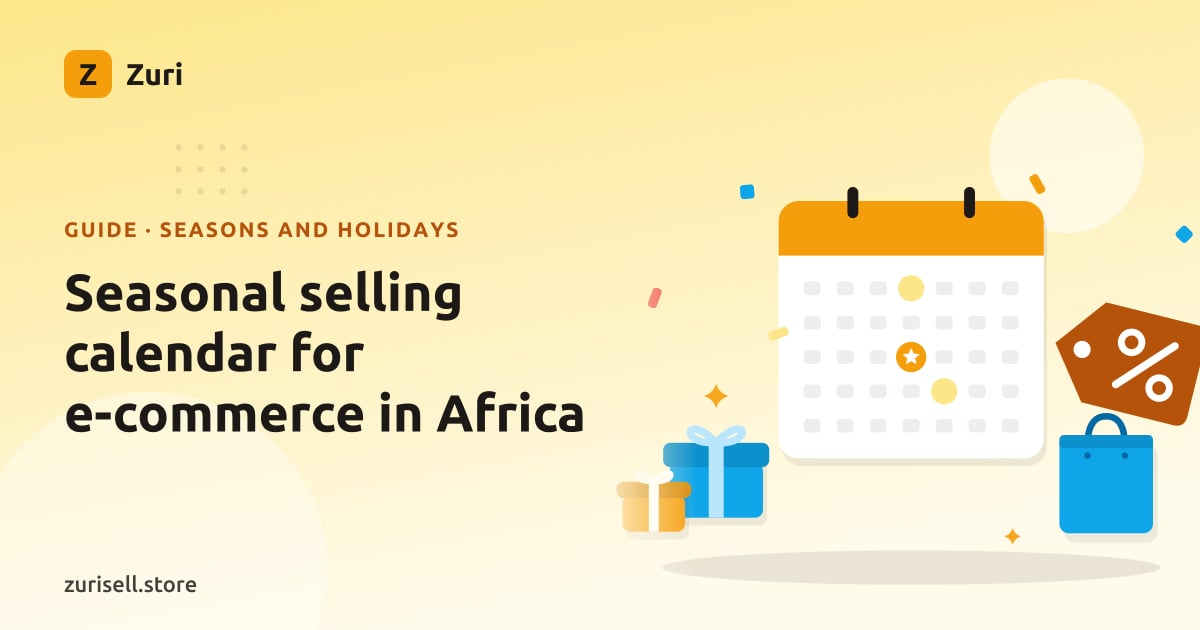 Z Zuri
GUIDE · SEASONS AND HOLIDAYS
Seasonal selling
calendar for
e-commerce in Africa
%
zurisell.store